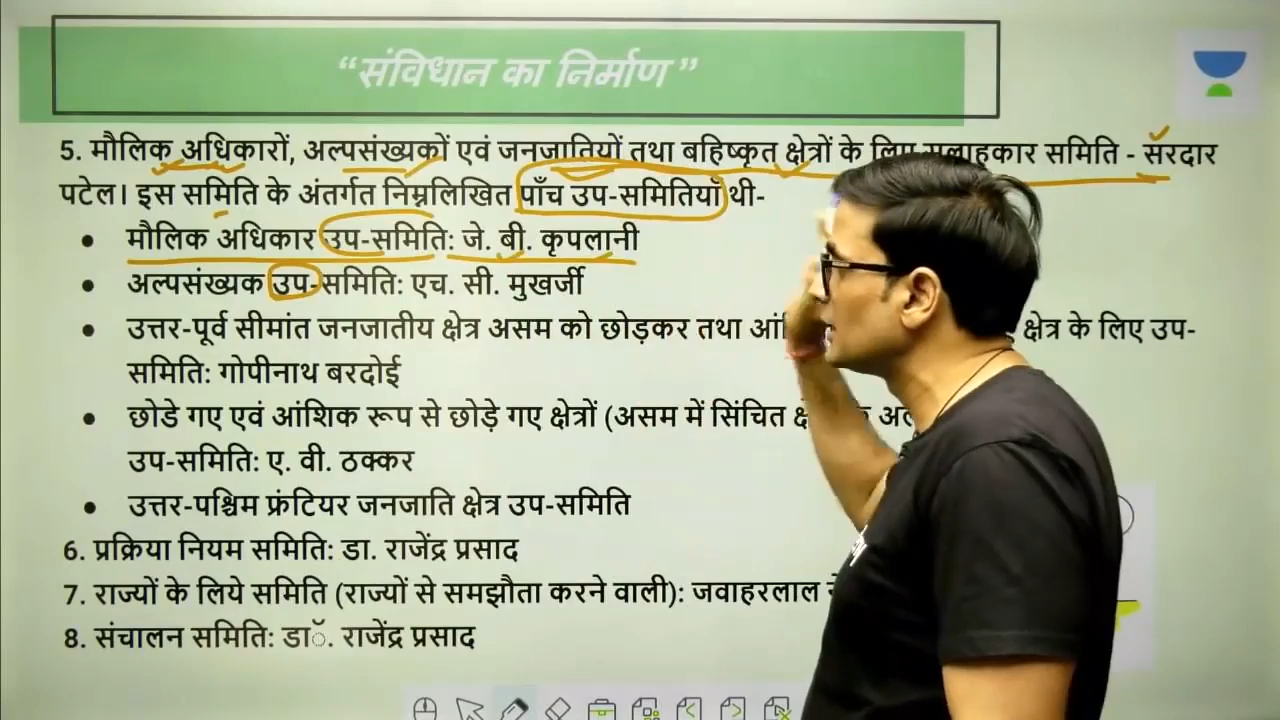 “संविधान का निर्माण”
5. मौलिक अधिकारों, अल्पसंख्यकों एवं जनजातियों तथा बहिष्कृत क्षेत्रों के लिए सलाहकार समिति - सरदार
पटेल। इस समिति के अंतर्गत निम्नलिखित पाँच उप-समितियाँ थी-
• मौलिक अधिकार उप-समिति: जे. बी. कृपलानी
• अल्पसंख्यक उप-समिति: एच. सी. मुखर्जी
• उत्तर-पूर्व सीमांत जनजातीय क्षेत्र असम को छोड़कर तथा क्षेत्र के लिए उप-
समिति: गोपीनाथ बरदोई
• छोडे गए एवं आंशिक रूप से छोड़े गए क्षेत्रों (असम में सिंचित
उप-समिति: ए. वी. ठक्कर
• उत्तर-पश्चिम फ्रंटियर जनजाति क्षेत्र उप-समिति
6. प्रक्रिया नियम समिति: डा. राजेंद्र प्रसाद
7. राज्यों के लिये समिति (राज्यों से समझौता करने वाली): जवाहरलाल
8. संचालन समिति: डाॅ. राजेंद्र प्रसाद